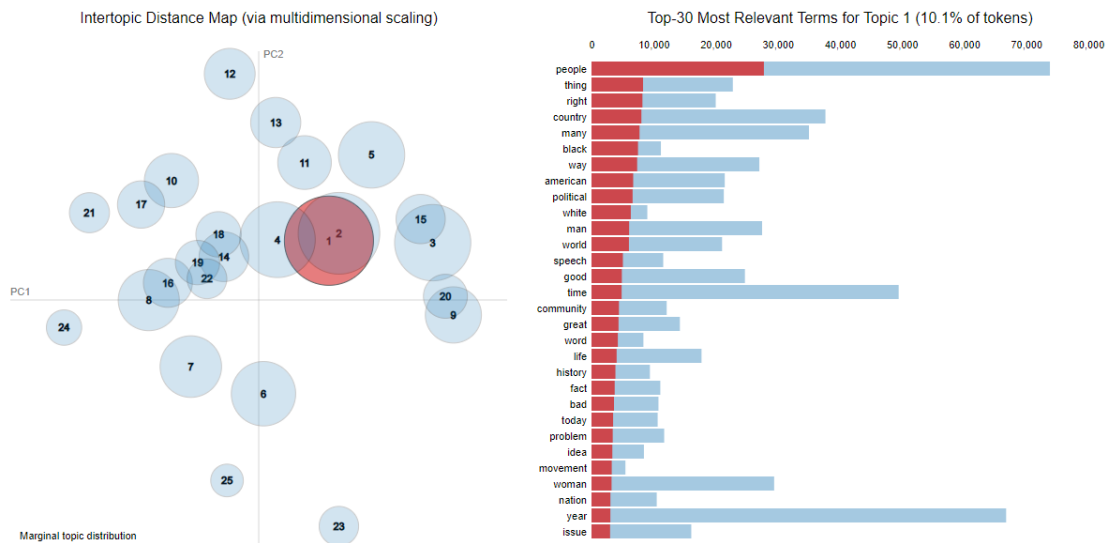 Intertopic Distance Map (via multidimensional scaling)
PC2
12
13
11
5
10
17
21
15
18
4
1
2
3
14
19
22
16
8
PC1
20
9
24
7
6
25
23
Marginal topic distribution
Top-30 Most Relevant Terms for Topic 1 (10.1% of tokens)
0 10,000 20,000 30,000 40,000 50,000 60,000 70,000 80,000
people
thing
right
country
many
black
way
american
political
white
man
world
speech
good
time
community
great
word
life
history
fact
bad
today
problem
idea
movement
woman
nation
year
issue